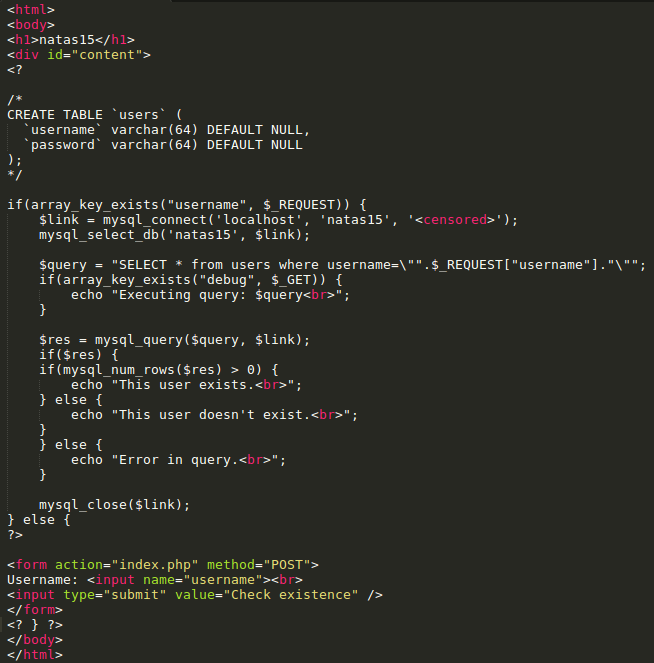 <html>
<body>
<h1>natas15</h1>
<div id="content">
<?
/*
CREATE TABLE `users` (
`username` varchar(64) DEFAULT NULL,
`password` varchar(64) DEFAULT NULL
);
*/
if(array_key_exists("username", $_REQUEST)) {
$link = mysql_connect('localhost', 'natas15', '<censored>');
mysql_select_db('natas15', $link);
$query = "SELECT * from users where username=\"".$_REQUEST["username"]."\"";
if(array_key_exists("debug", $_GET)) {
echo "Executing query: $query<br>";
}
$res = mysql_query($query, $link);
if($res) {
if(mysql_num_rows($res) > 0) {
echo "This user exists.<br>";
} else {
echo "This user doesn't exist.<br>";
}
} else {
echo "Error in query.<br>";
}
mysql_close($link);
} else {
?>
<form action="index.php" method="POST">
Username: <input name="username"><br>
<input type="submit" value="Check existence" />
</form>
<? } ?>
</body>
</html>